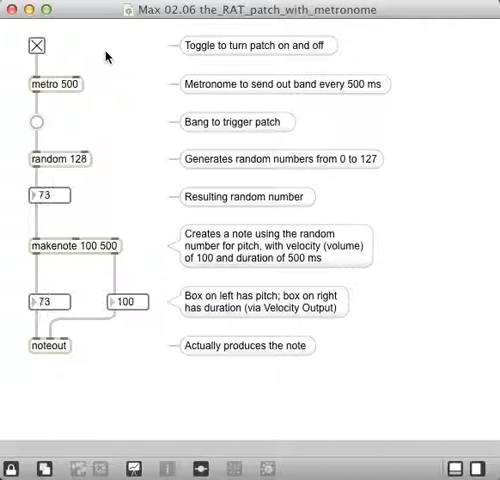 Max 02.06 the_RAT_patch_with_metronome
Toggle to turn patch on and off
metro 500
Metronome to send out band every 500 ms
Bang to trigger patch
random 128
Generates random numbers from 0 to 127
73
Resulting random number
makenote 100 500
Creates a note using the random
number for pitch, with velocity (volume)
of 100 and duration of 500 ms
73
100
Box on left has pitch; box on right
has duration (via Velocity Output)
noteout
Actually produces the note